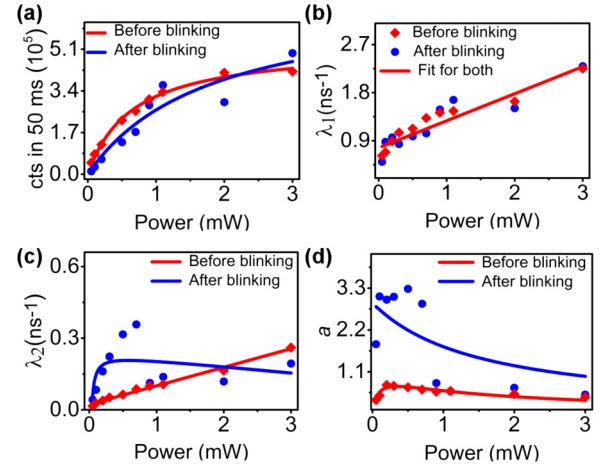 (a)
Before blinking
After blinking
cts in 50 ms (10⁵)
5.1
3.4
1.7
0.0
0 1 2 3
Power (mW)
(b)
Before blinking
After blinking
Fit for both
λ₁(ns⁻¹)
2.7
1.8
0.9
0 1 2 3
Power (mW)
(c)
Before blinking
After blinking
λ₂(ns⁻¹)
0.6
0.3
0.0
0 1 2 3
Power (mW)
(d)
Before blinking
After blinking
a
3.3
2.2
1.1
0 1 2 3
Power (mW)